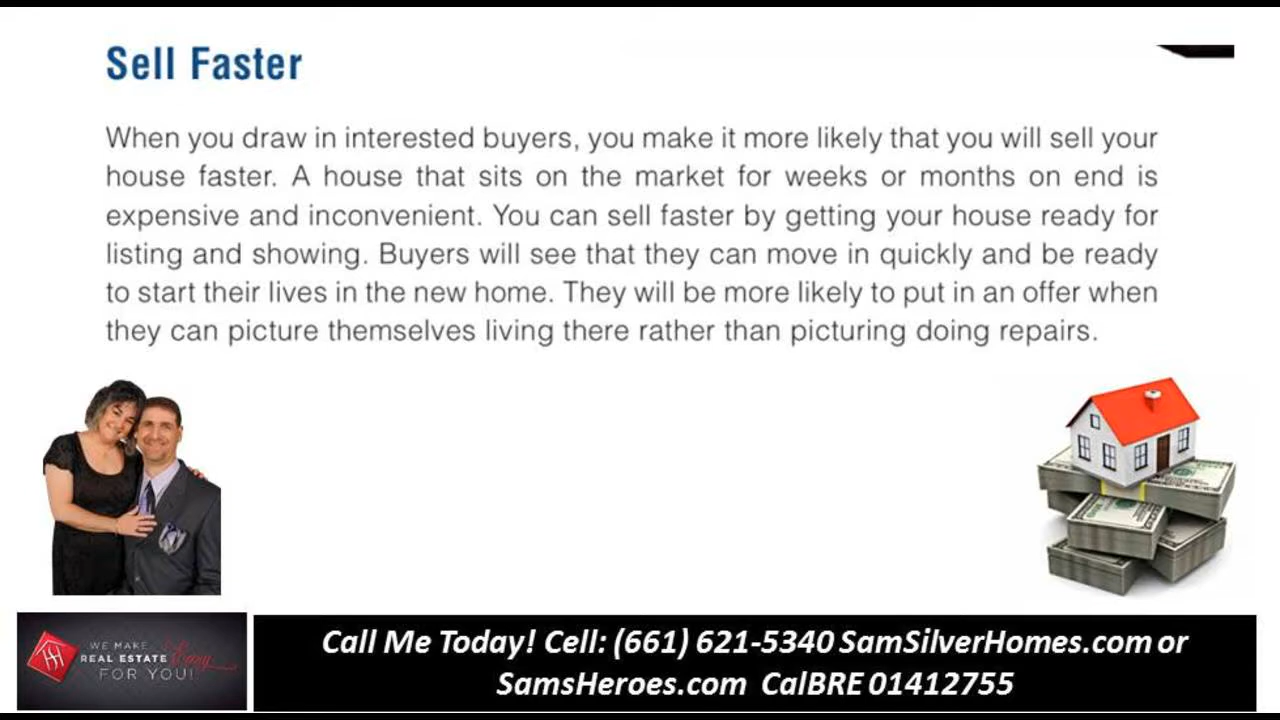 Sell Faster
When you draw in interested buyers, you make it more likely that you will sell your
house faster. A house that sits on the market for weeks or months on end is
expensive and inconvenient. You can sell faster by getting your house ready for
listing and showing. Buyers will see that they can move in quickly and be ready
to start their lives in the new home. They will be more likely to put in an offer when
they can picture themselves living there rather than picturing doing repairs.
WE MAKE
REAL ESTATE Easy
FOR YOU!
Call Me Today! Cell: (661) 621-5340 SamSilverHomes.com or
SamsHeroes.com CalBRE 01412755